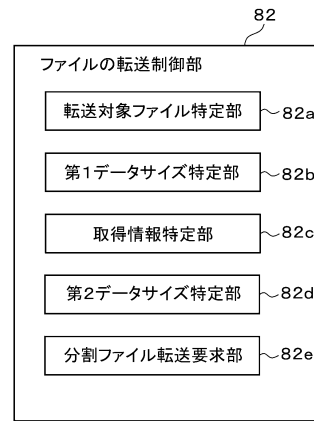 82
ファイルの転送制御部
転送対象ファイル特定部
82a
第1データサイズ特定部
82b
取得情報特定部
82c
第2データサイズ特定部
82d
分割ファイル転送要求部
82e